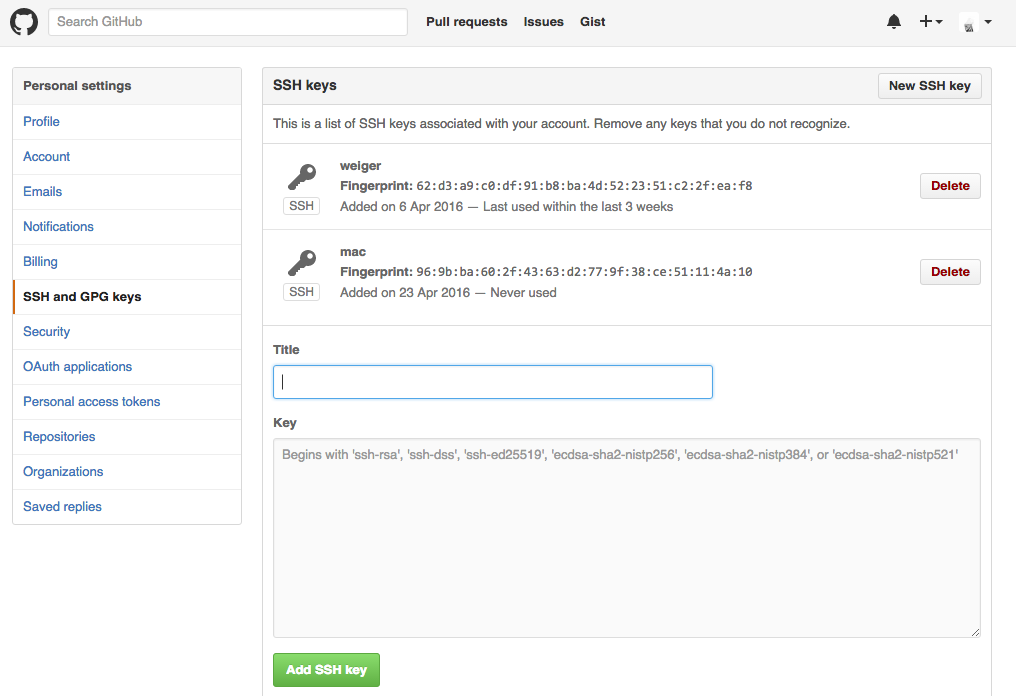 Search GitHub
Pull requests Issues Gist
Personal settings
Profile
Account
Emails
Notifications
Billing
SSH and GPG keys
Security
OAuth applications
Personal access tokens
Repositories
Organizations
Saved replies
SSH keys
New SSH key
This is a list of SSH keys associated with your account. Remove any keys that you do not recognize.
SSH
weiger
Fingerprint: 62:d3:a9:c0:df:91:b8:ba:4d:52:23:51:c2:2f:ea:f8
Added on 6 Apr 2016 — Last used within the last 3 weeks
Delete
SSH
mac
Fingerprint: 96:9b:ba:60:2f:43:63:d2:77:9f:38:ce:51:11:4a:10
Added on 23 Apr 2016 — Never used
Delete
Title
Key
Begins with 'ssh-rsa', 'ssh-dss', 'ssh-ed25519', 'ecdsa-sha2-nistp256', 'ecdsa-sha2-nistp384', or 'ecdsa-sha2-nistp521'
Add SSH key